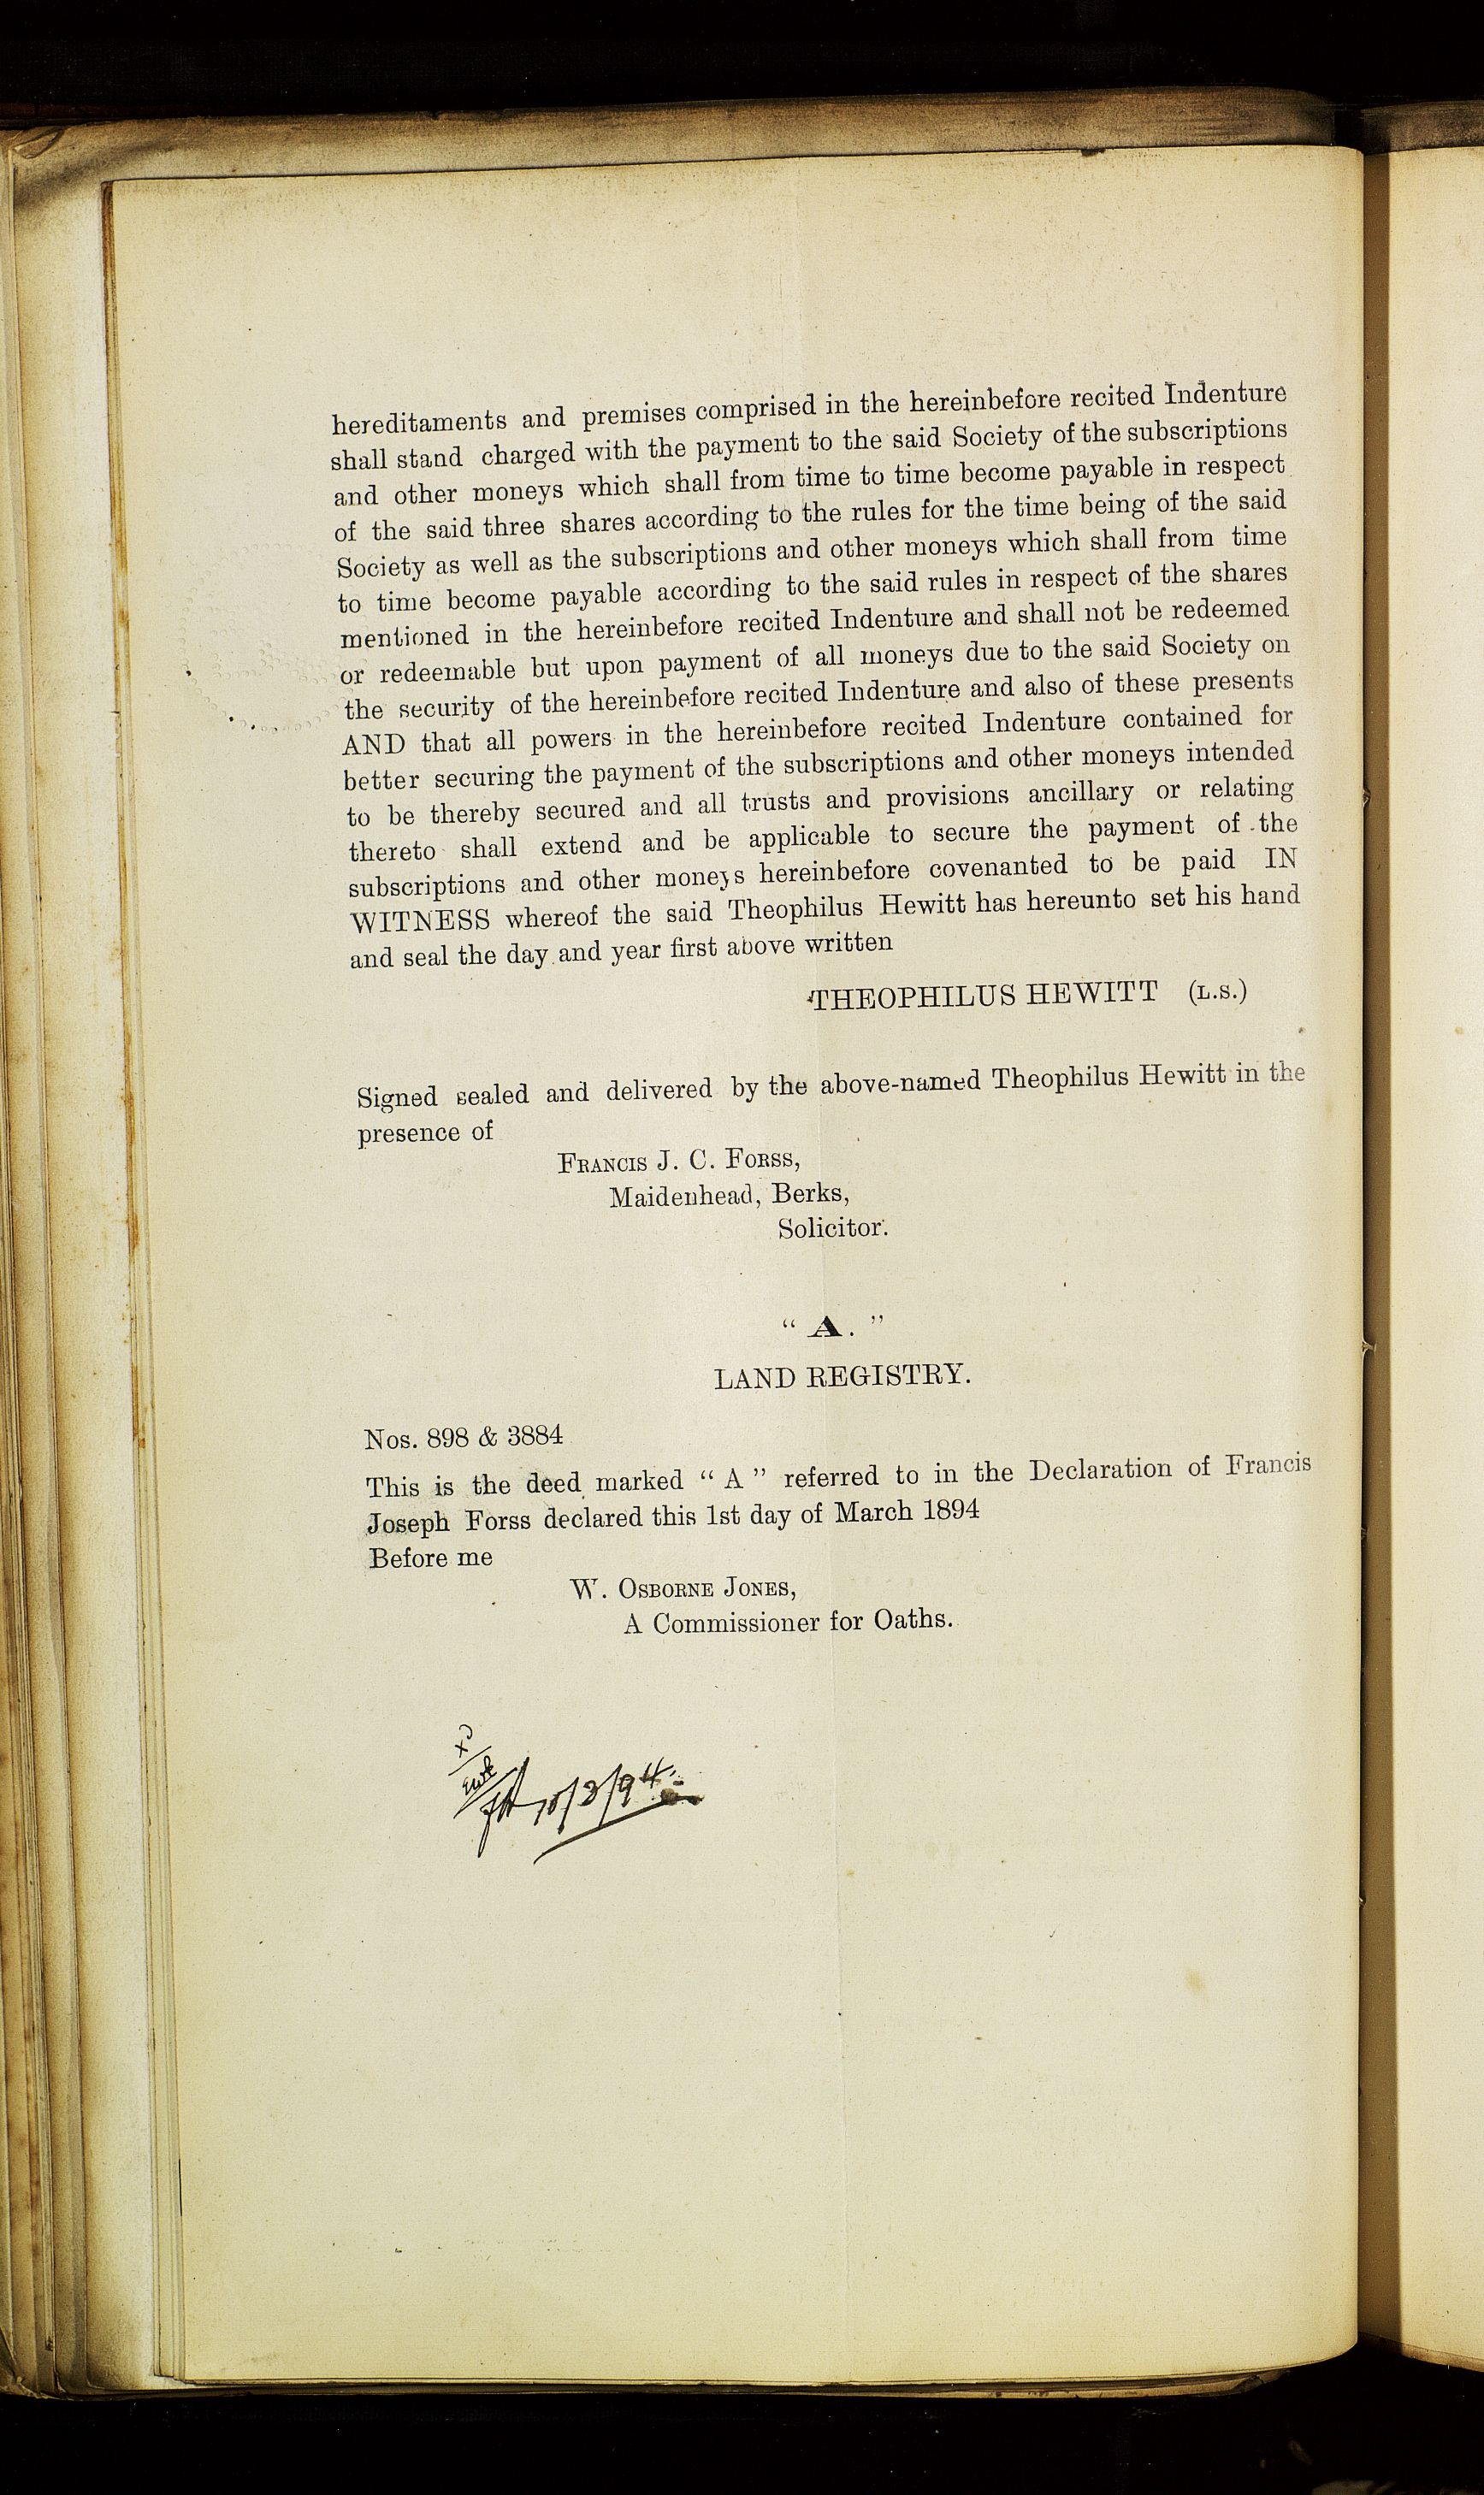 hereditaments and premises comprised in the hereinbefore recited Indenture
shall stand charged with the payment to the said Society of the subscriptions
and other moneys which shall from time to time become payable in respect
of the said three shares according to the rules for the time being of the said
Society as well as the subscriptions and other moneys which shall from time
to time become payable according to the said rules in respect of the shares
mentioned in the hereinbefore recited Indenture and shall not be redeemed
or redeemable but upon payment of all moneys due to the said Society on
the security of the hereinbefore recited Indenture and also of these presents
AND that all powers in the hereinbefore recited Indenture contained for
better securing the payment of the subscriptions and other moneys intended
to be thereby secured and all trusts and provisions ancillary or relating
thereto shall extend and be applicable to secure the payment of the
subscriptions and other moneys hereinbefore covenanted to be paid IN
WITNESS whereof the said Theophilus Hewitt has hereunto set his hand
and seal the day and year first above written
THEOPHILUS HEWITT (L.S.)
Signed sealed and delivered by the above-named Theophilus Hewitt in the
presence of
FRANCIS J. C. FORSS,
Maidenhead, Berks,
Solicitor.
" A. "
LAND REGISTRY.
Nos. 898 & 3884
This is the deed marked " A " referred to in the Declaration of Francis
Joseph Forss declared this 1st day of March 1894
Before me
W. OSBORNE JONES,
A Commissioner for Oaths.